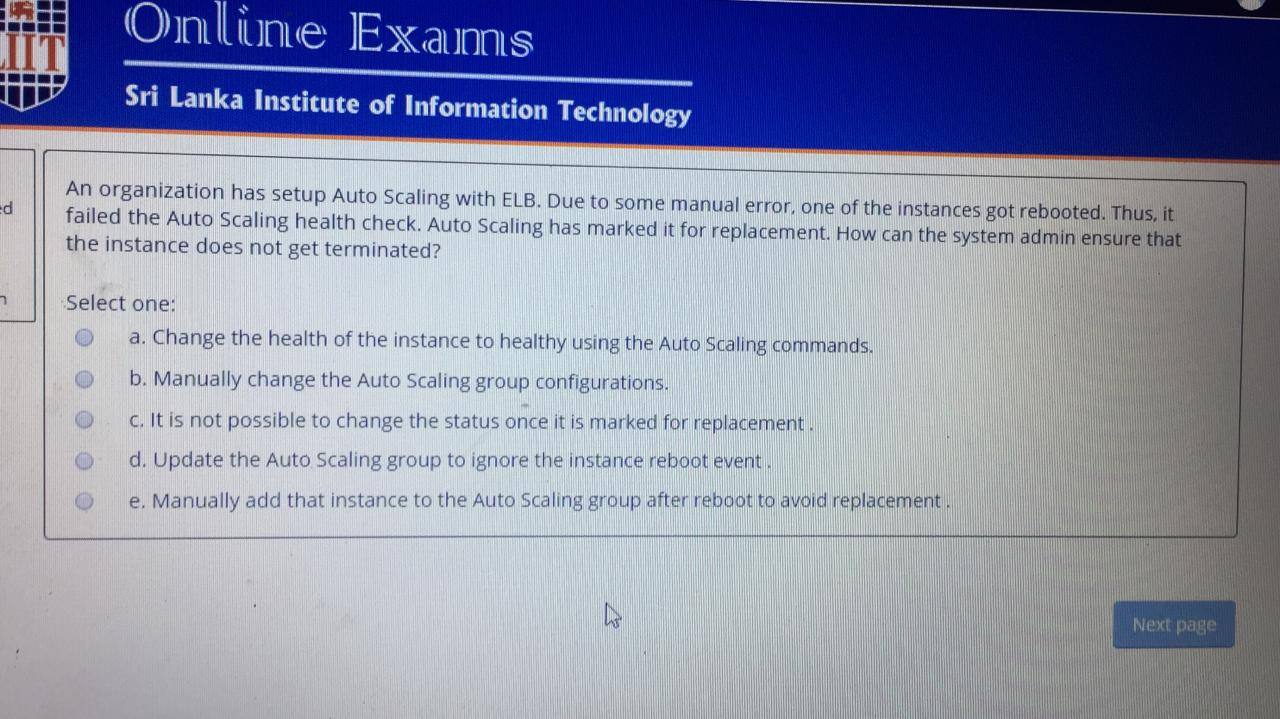 Online Exams
IIT
Sri Lanka Institute of Information Technology
ed
An organization has setup Auto Scaling with ELB. Due to some manual error, one of the instances got rebooted. Thus, it
failed the Auto Scaling health check. Auto Scaling has marked it for replacement. How can the system admin ensure that
the instance does not get terminated?
Select one:
a. Change the health of the instance to healthy using the Auto Scaling commands.
b. Manually change the Auto Scaling group configurations.
c. It is not possible to change the status once it is marked for replacement .
d. Update the Auto Scaling group to ignore the instance reboot event .
e. Manually add that instance to the Auto Scaling group after reboot to avoid replacement .
Next page